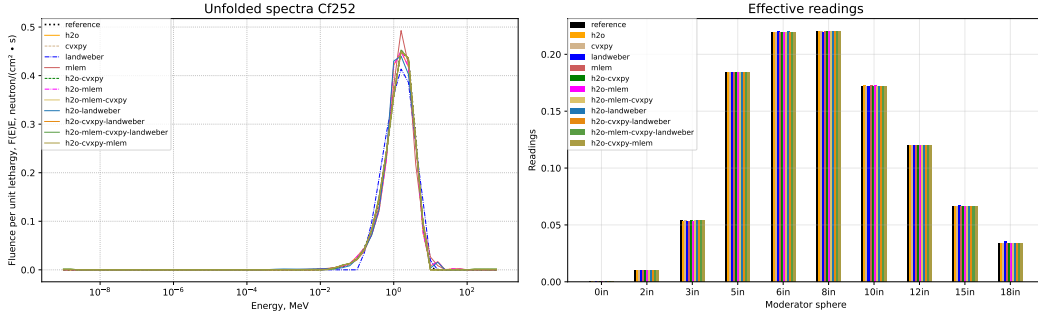 Unfolded spectra Cf252
Fluence per unit lethargy, F(E)E, neutron/(cm² • s)
0.5
0.4
0.3
0.2
0.1
0.0
reference
h2o
cvxpy
landweber
mlem
h2o-cvxpy
h2o-mlem
h2o-mlem-cvxpy
h2o-landweber
h2o-cvxpy-landweber
h2o-mlem-cvxpy-landweber
h2o-cvxpy-mlem
10⁻⁸ 10⁻⁶ 10⁻⁴ 10⁻² 10⁰ 10²
Energy, MeV
Effective readings
Readings
0.20
0.15
0.10
0.05
0.00
reference
h2o
cvxpy
landweber
mlem
h2o-cvxpy
h2o-mlem
h2o-mlem-cvxpy
h2o-landweber
h2o-cvxpy-landweber
h2o-mlem-cvxpy-landweber
h2o-cvxpy-mlem
0in 2in 3in 5in 6in 8in 10in 12in 15in 18in
Moderator sphere